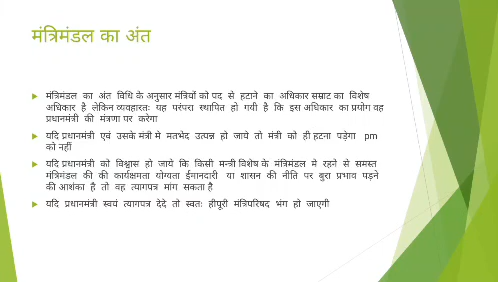 मंत्रिमंडल का अंत
मंत्रिमंडल का अंत विधि के अनुसार मंत्रियों को पद से हटाने का अधिकार सम्राट का विशेष
अधिकार है लेकिन व्यवहारतः यह परंपरा स्थापित हो गयी है कि इस अधिकार का प्रयोग वह
प्रधानमंत्री की मंत्रणा पर करेगा
यदि प्रधानमंत्री एवं उसके मंत्री मे मतभेद उत्पन्न हो जाये तो मंत्री को ही हटना पड़ेगा pm
को नहीं
यदि प्रधानमंत्री को विश्वास हो जाये कि किसी मन्त्री विशेष के मंत्रिमंडल मे रहने से समस्त
मंत्रिमंडल की की कार्यक्षमता योग्यता ईमानदारी या शासन की नीति पर बुरा प्रभाव पड़ने
की आशंका है तो वह त्यागपत्र मांग सकता है
यदि प्रधानमंत्री स्वयं त्यागपत्र देदे तो स्वतः हीपूरी मंत्रिपरिषद भंग हो जाएगी